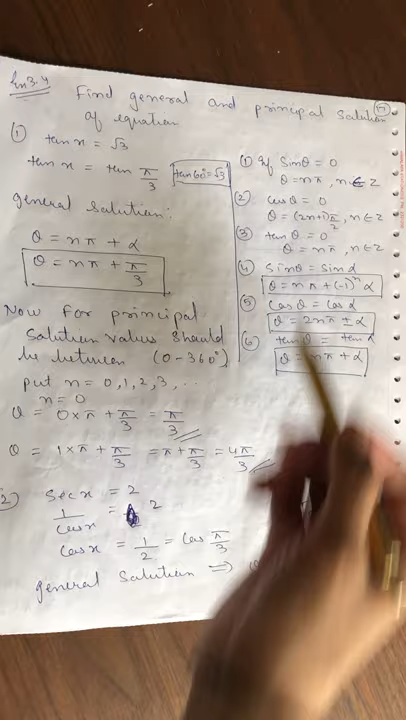 Ex 3.4
Find general and principal solution
of equation
17
① tan x = √3
tan x = tan π/3
tan 60° = √3
general solution:
θ = nπ + α
θ = nπ + π/3
Now for principal
solution values should
be between (0-360°)
put n = 0, 1, 2, 3, ..
n = 0
θ = 0×π + π/3 = π/3
θ = 1×π + π/3 = π + π/3 = 4π/3
② sec x = 2
1/cos x = 2
cos x = 1/2 = cos π/3
general solution ⇒
① If sin θ = 0
θ = nπ, n ∈ Z
② cos θ = 0
θ = (2n+1)π/2, n ∈ Z
③ tan θ = 0
θ = nπ, n ∈ Z
④ sin θ = sin α
θ = nπ + (-1)ⁿ α
⑤ cos θ = cos α
θ = 2nπ ± α
⑥ tan θ = tan α
θ = nπ + α